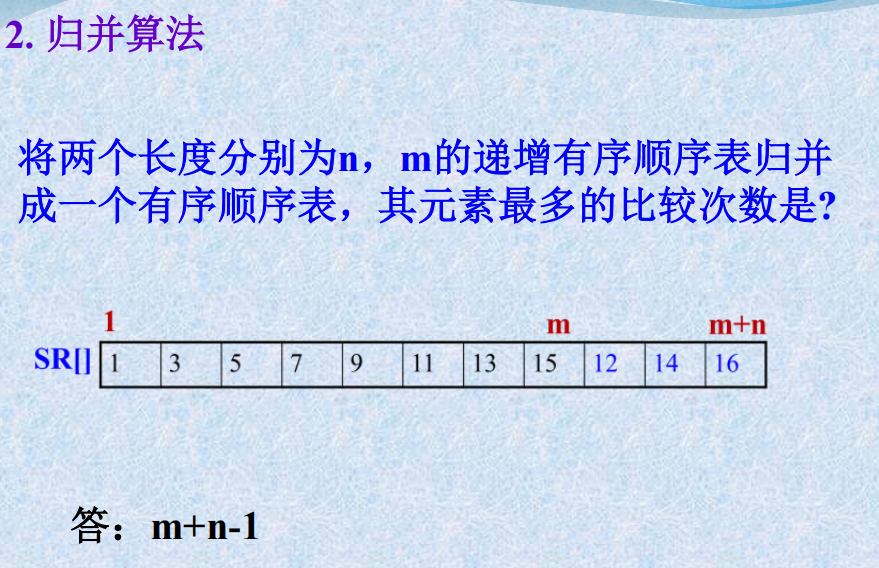 2. 归并算法
将两个长度分别为n，m的递增有序顺序表归并
成一个有序顺序表，其元素最多的比较次数是?
1 m m+n
SR[] 1 3 5 7 9 11 13 15 12 14 16
答：m+n-1